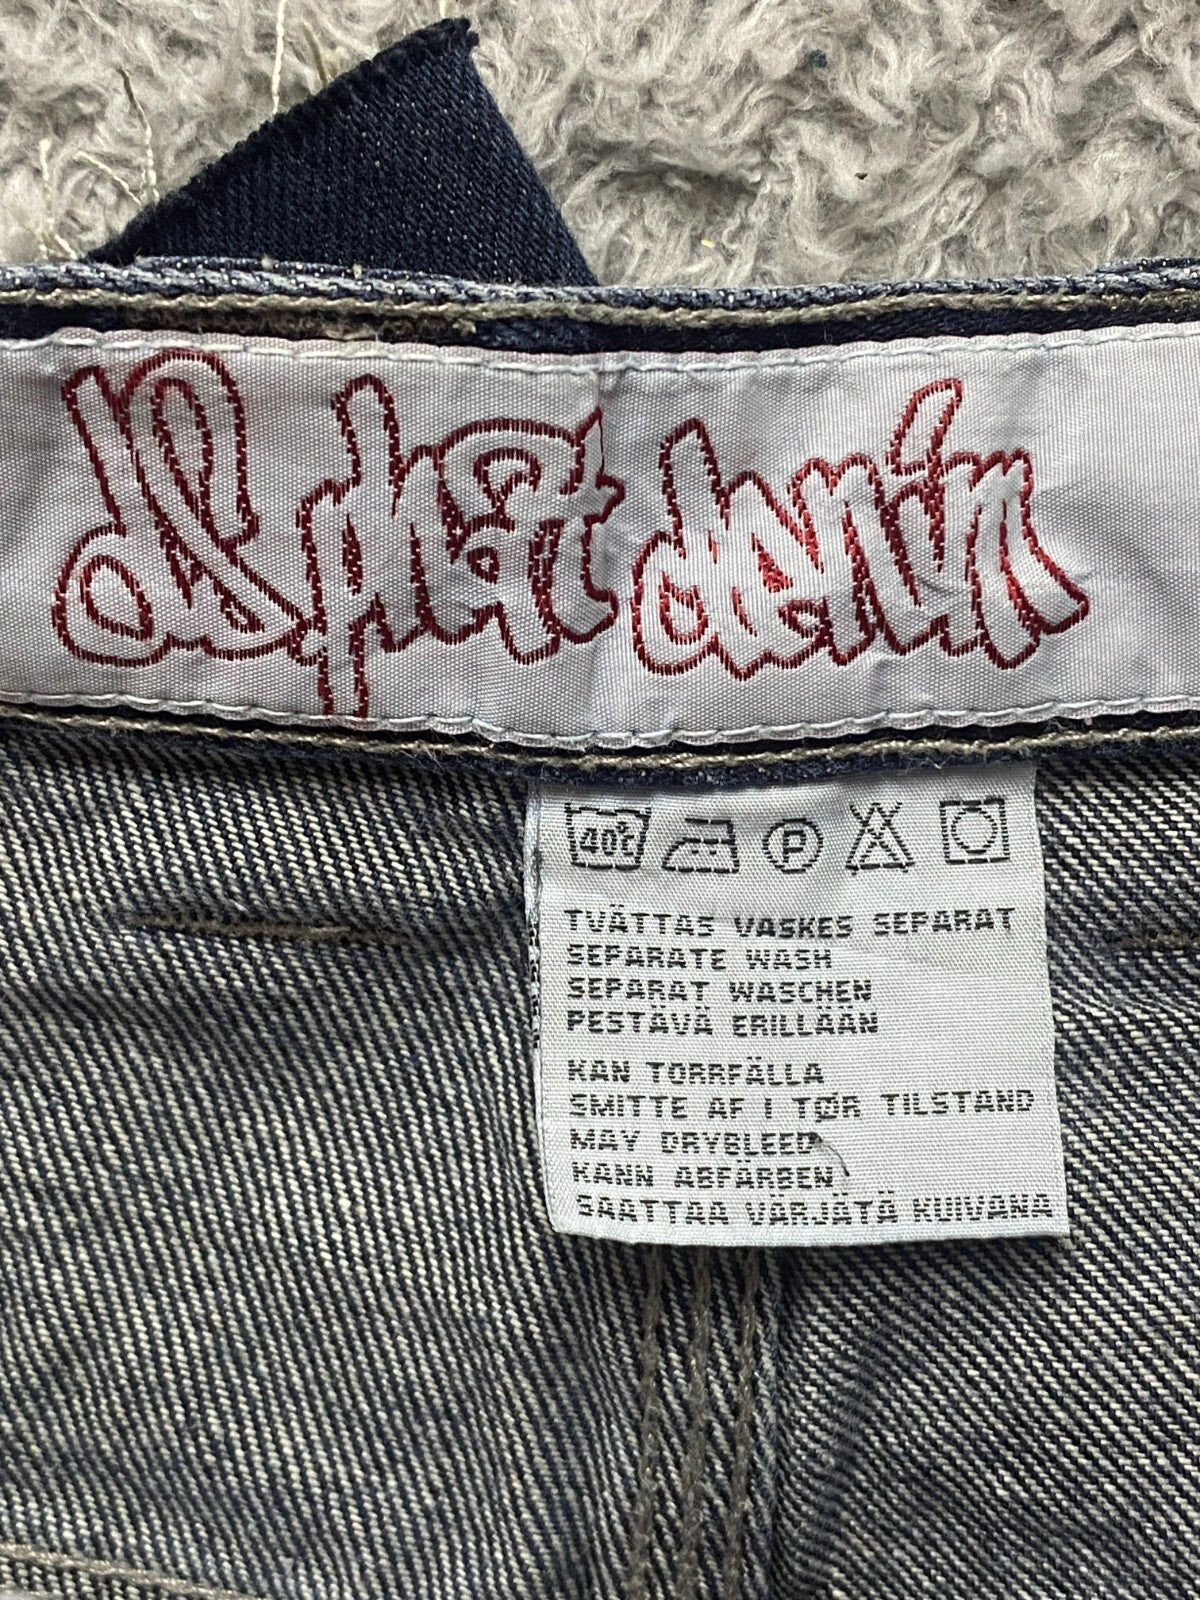 denim
40°C
P
TVÄTTAS VASKES SEPARAT
SEPARATE WASH
SEPARAT WASCHEN
PESTÄVÄ ERILLÄÄN
KAN TORRFÄLLA
SMITTE AF I TØR TILSTAND
MAY DRYBLEED
KANN ABFÄRBEN
SAATTAA VÄRJÄTÄ KUIVANA